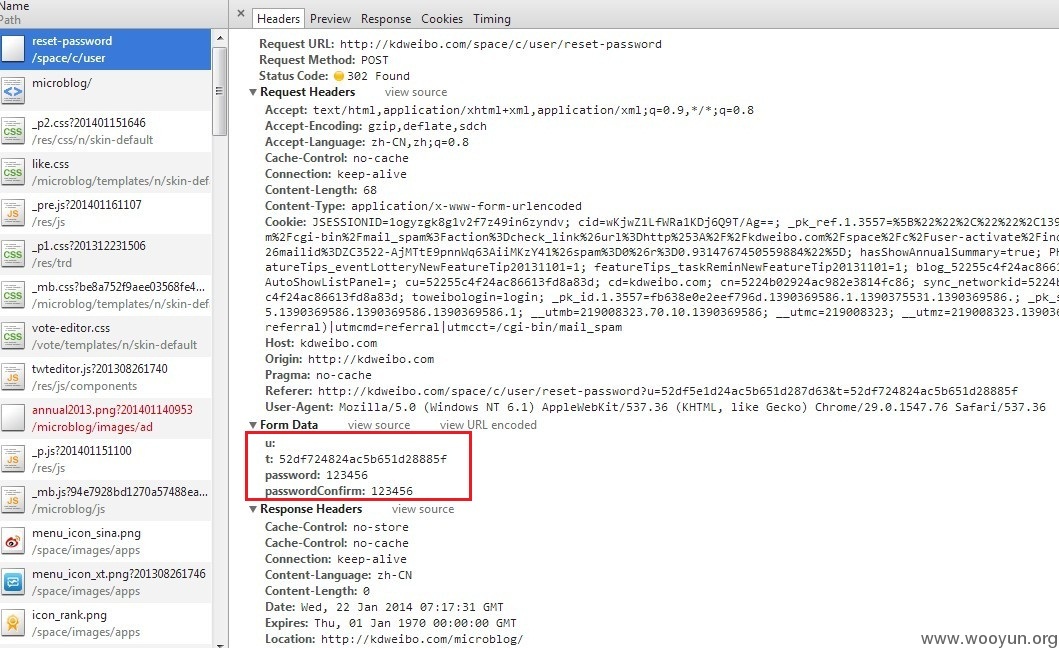 Name
Path
× Headers Preview Response Cookies Timing
reset-password
/space/c/user
microblog/
_p2.css?201401151646
/res/css/n/skin-default
like.css
/microblog/templates/n/skin-def
_pre.js?201401161107
/res/js
_p1.css?201312231506
/res/trd
_mb.css?be8a752f9aee03568fe4...
/microblog/templates/n/skin-def
vote-editor.css
/vote/templates/n/skin-default
twteditor.js?201308261740
/res/js/components
annual2013.png?201401140953
/microblog/images/ad
_p.js?201401151100
/res/js
_mb.js?94e7928bd1270a57488ea...
/microblog/js
menu_icon_sina.png
/space/images/apps
menu_icon_xt.png?201308261746
/space/images/apps
icon_rank.png
/space/images/apps
Request URL: http://kdweibo.com/space/c/user/reset-password
Request Method: POST
Status Code: 302 Found
Request Headers view source
Accept: text/html,application/xhtml+xml,application/xml;q=0.9,*/*;q=0.8
Accept-Encoding: gzip,deflate,sdch
Accept-Language: zh-CN,zh;q=0.8
Cache-Control: no-cache
Connection: keep-alive
Content-Length: 68
Content-Type: application/x-www-form-urlencoded
Cookie: JSESSIONID=1ogyzgk8g1v2f7z49in6zyndv; cid=wKjwZ1LfWRa1KDj6Q9T/Ag==; _pk_ref.1.3557=%5B%22%22%2C%22%22%2C139
m%2Fcgi-bin%2Fmail_spam%3Faction%3Dcheck_link%26url%3Dhttp%253A%2F%2Fkdweibo.com%2Fspace%2Fc%2Fuser-activate%2Find
26mailid%3DZC3522-AjMTtE9pnnWq63AiiMKzY41%26spam%3D0%26r%3D0.9314767450559884%22%5D; hasShowAnnualSummary=true; PH
atureTips_eventLotteryNewFeatureTip20131101=1; featureTips_taskReminNewFeatureTip20131101=1; blog_52255c4f24ac8661
AutoShowListPanel=; cu=52255c4f24ac86613fd8a83d; cd=kdweibo.com; cn=5224b02924ac982e3814fc86; sync_networkid=5224b
c4f24ac86613fd8a83d; toweibologin=login; _pk_id.1.3557=fb638e0e2eef796d.1390369586.1.1390375531.1390369586.; _pk_s
5.1390369586.1390369586.1390369586.1; __utmb=219008323.70.10.1390369586; __utmc=219008323; __utmz=219008323.139036
referral)|utmcmd=referral|utmcct=/cgi-bin/mail_spam
Host: kdweibo.com
Origin: http://kdweibo.com
Pragma: no-cache
Referer: http://kdweibo.com/space/c/user/reset-password?u=52df5e1d24ac5b651d287d63&t=52df724824ac5b651d28885f
User-Agent: Mozilla/5.0 (Windows NT 6.1) AppleWebKit/537.36 (KHTML, like Gecko) Chrome/29.0.1547.76 Safari/537.36
Form Data view source view URL encoded
u:
t: 52df724824ac5b651d28885f
password: 123456
passwordConfirm: 123456
Response Headers view source
Cache-Control: no-store
Cache-Control: no-cache
Connection: keep-alive
Content-Language: zh-CN
Content-Length: 0
Date: Wed, 22 Jan 2014 07:17:31 GMT
Expires: Thu, 01 Jan 1970 00:00:00 GMT
Location: http://kdweibo.com/microblog/
www.wooyun.org